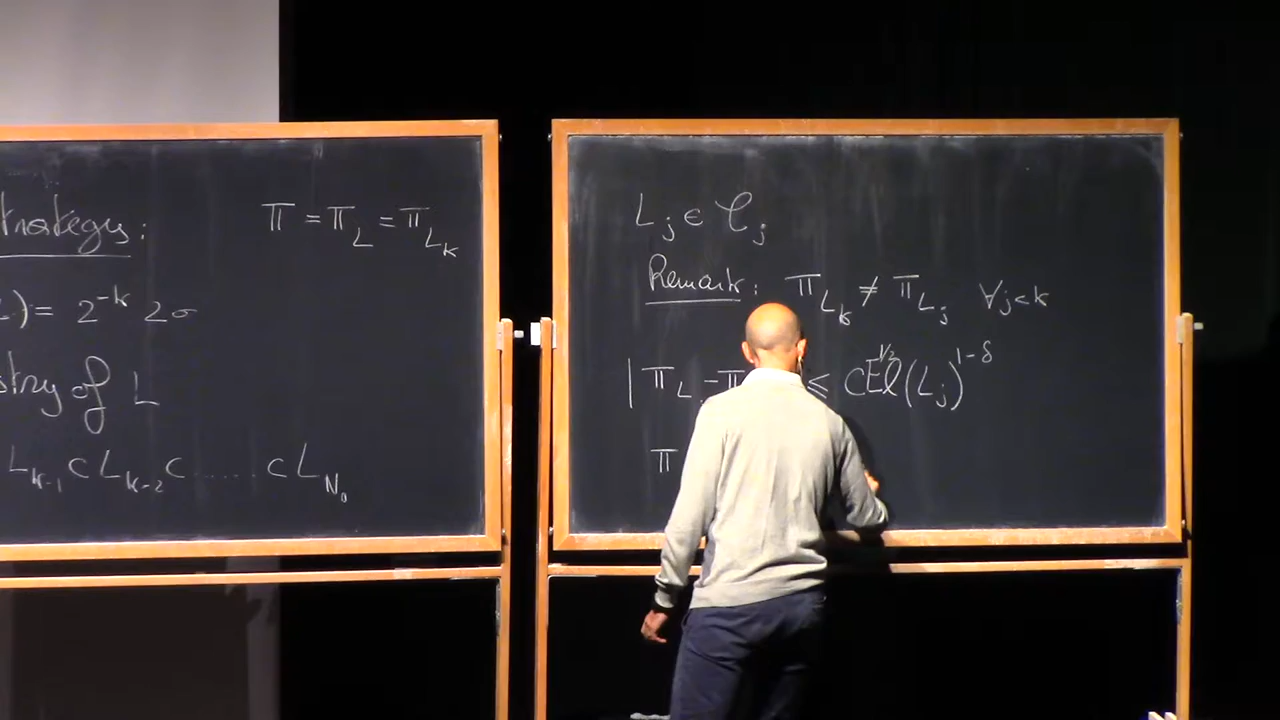 trategy:
π = π_L = π_{L_k}
) = 2^{-k} 2σ
stry of L
L_{k-1} ⊂ L_{k-2} ⊂ ...... ⊂ L_{N_0}
L_j ∈ 𝒞_j
Remark: π_{L_k} ≠ π_{L_j} ∀j<k
| π_L - π ≤ C E^{1/2} ℓ(L_j)^{1-δ}
π